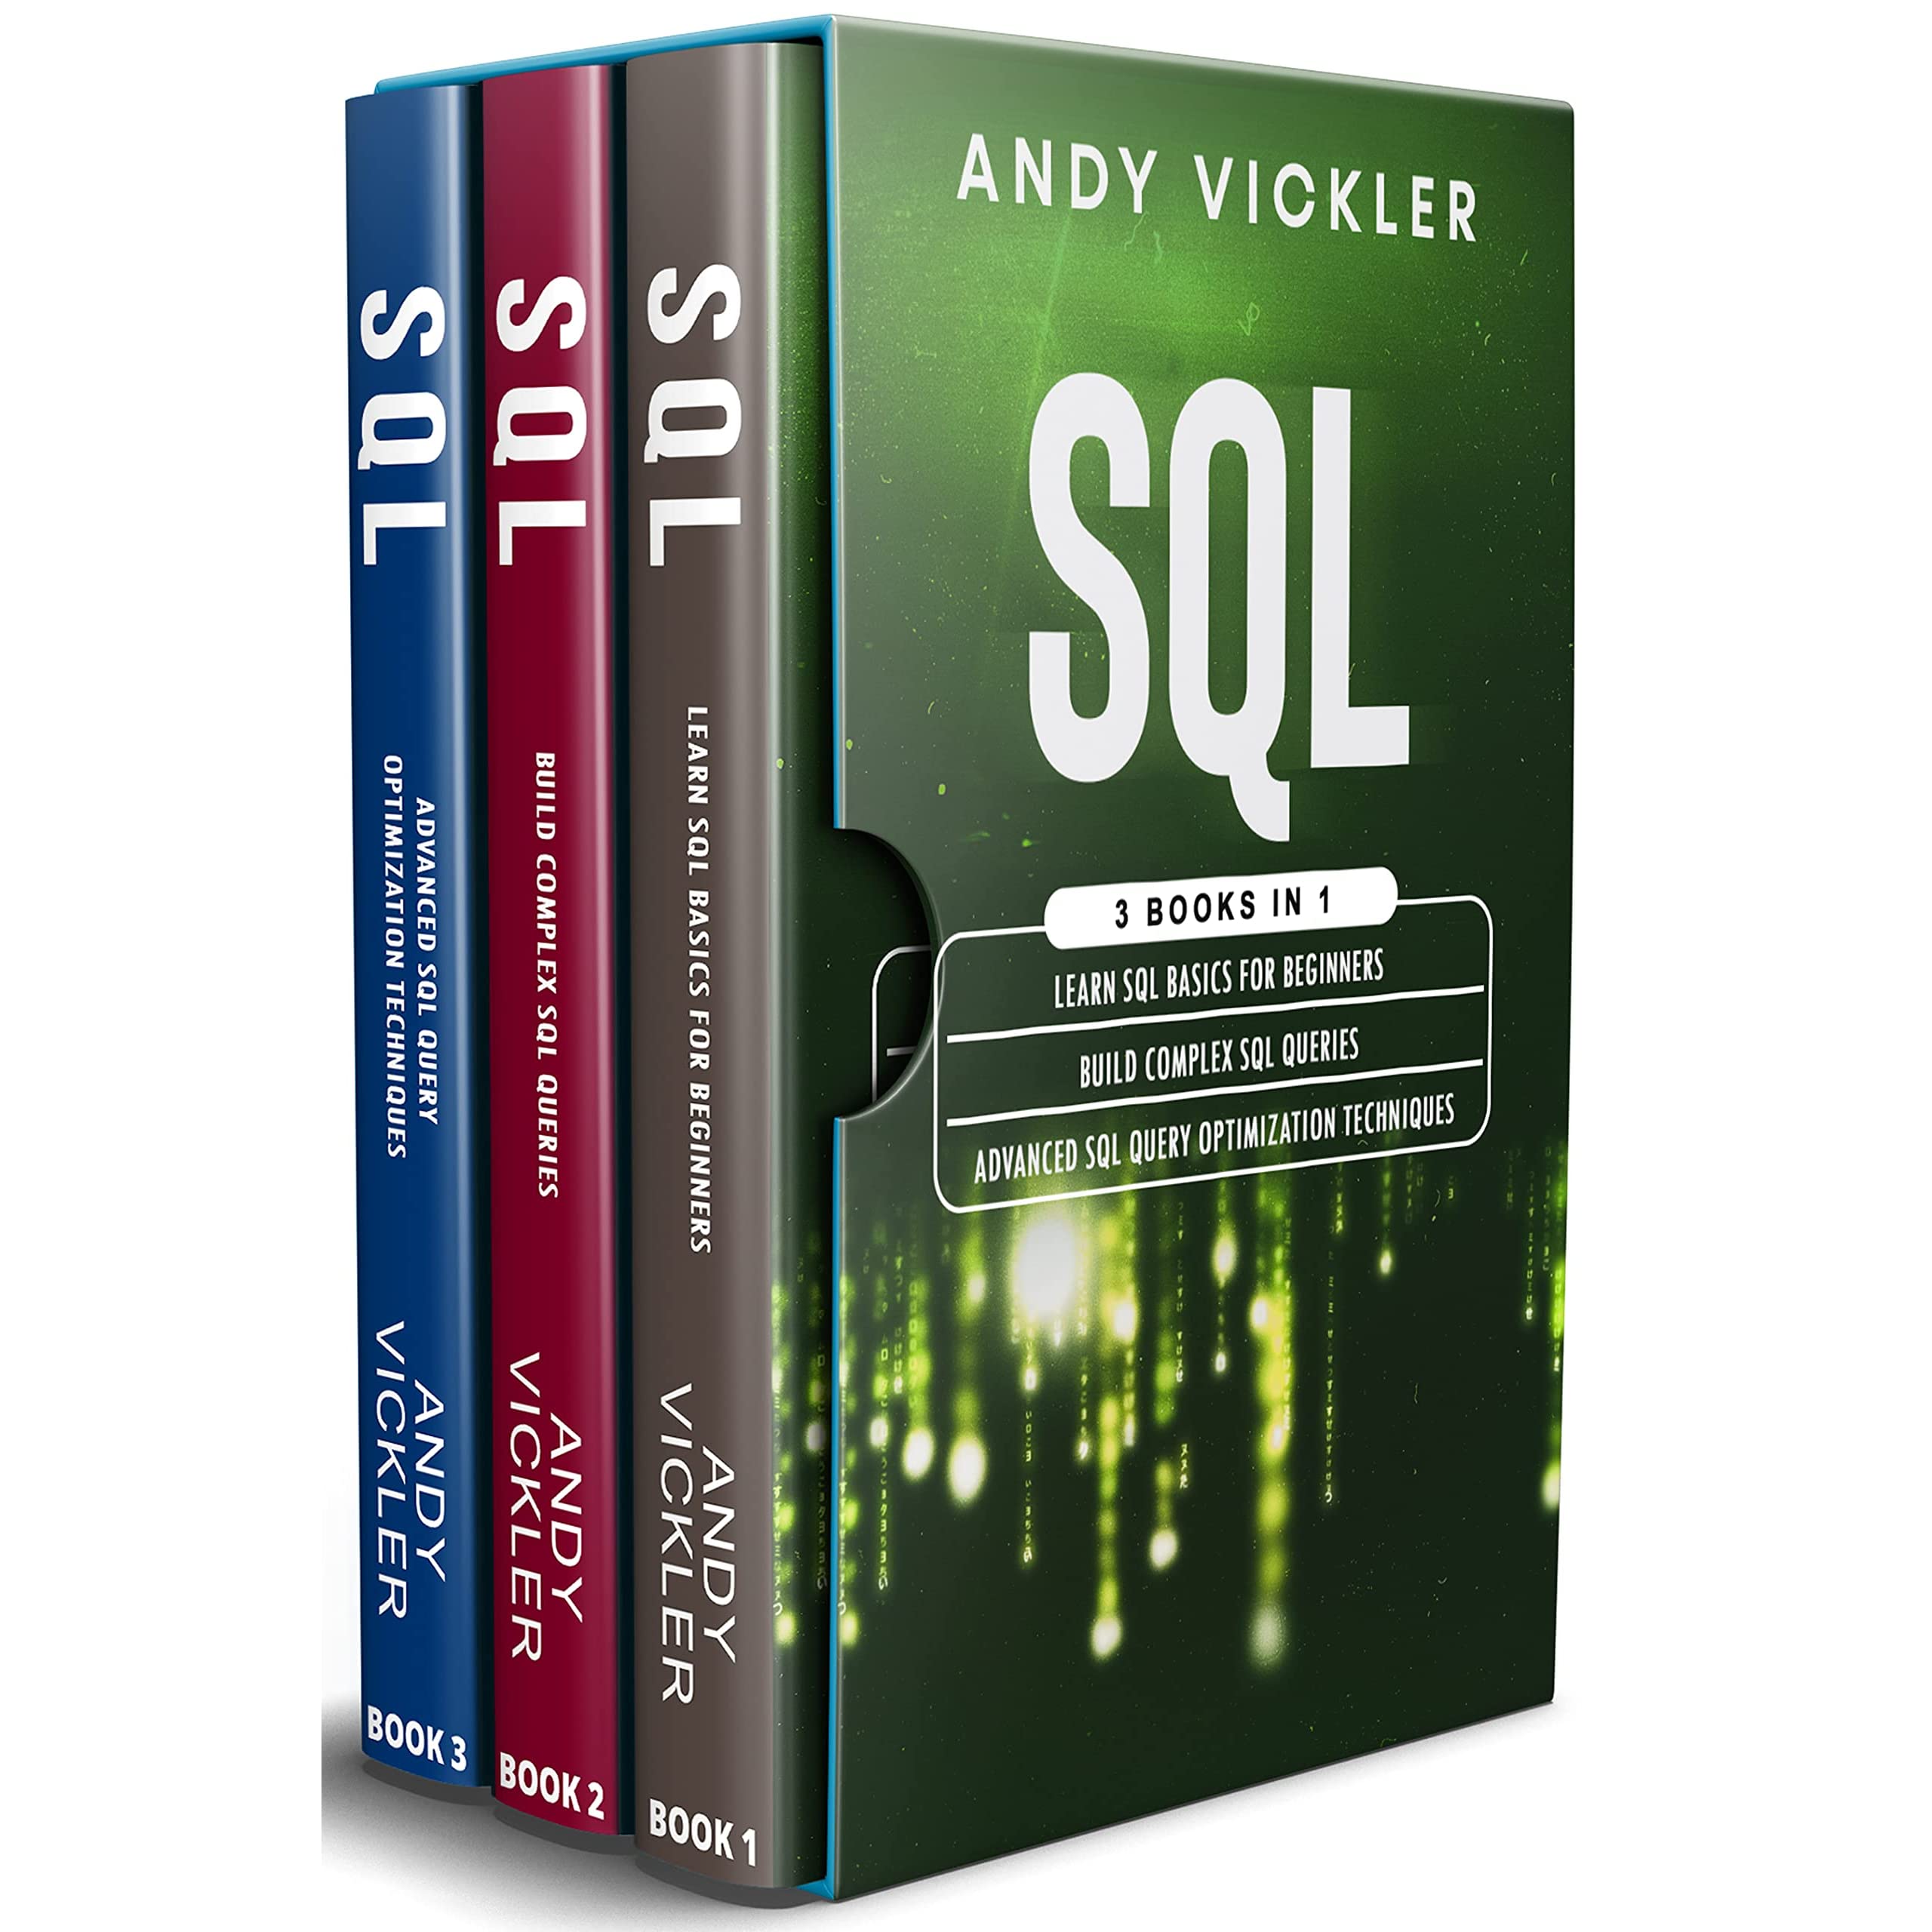 ANDY VICKLER
SQL
3 BOOKS IN 1
LEARN SQL BASICS FOR BEGINNERS
BUILD COMPLEX SQL QUERIES
ADVANCED SQL QUERY OPTIMIZATION TECHNIQUES
SQL
ADVANCED SQL QUERY
OPTIMIZATION TECHNIQUES
ANDY
VICKLER
BOOK 3
SQL
BUILD COMPLEX SQL QUERIES
ANDY
VICKLER
BOOK 2
SQL
LEARN SQL BASICS FOR BEGINNERS
ANDY
VICKLER
BOOK 1